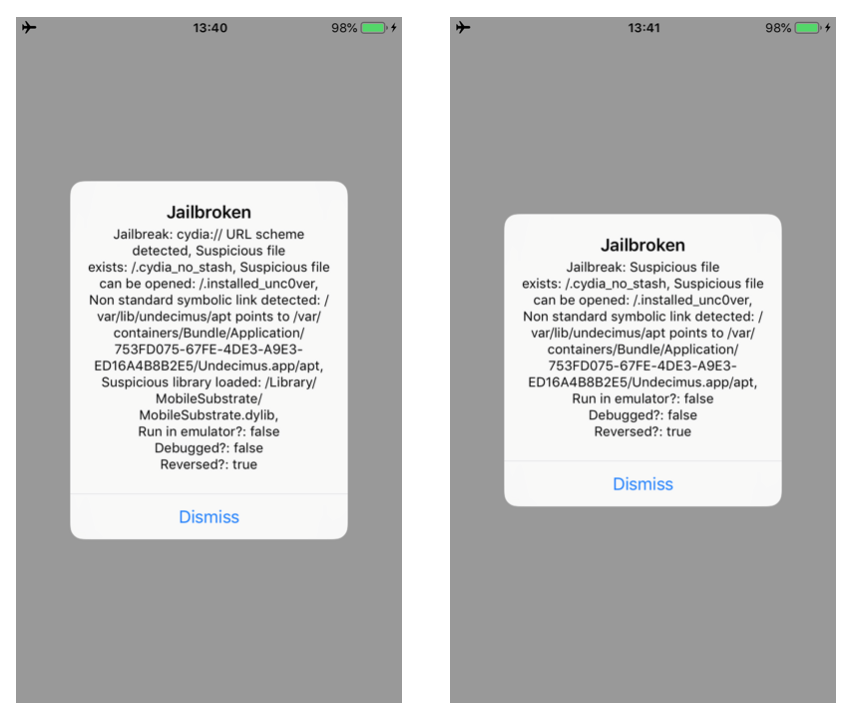 13:40
98%
Jailbroken
Jailbreak: cydia:// URL scheme
detected, Suspicious file
exists: /.cydia_no_stash, Suspicious file
can be opened: /.installed_unc0ver,
Non standard symbolic link detected: /
var/lib/undecimus/apt points to /var/
containers/Bundle/Application/
753FD075-67FE-4DE3-A9E3-
ED16A4B8B2E5/Undecimus.app/apt,
Suspicious library loaded: /Library/
MobileSubstrate/
MobileSubstrate.dylib,
Run in emulator?: false
Debugged?: false
Reversed?: true
Dismiss
13:41
98%
Jailbroken
Jailbreak: Suspicious file
exists: /.cydia_no_stash, Suspicious file
can be opened: /.installed_unc0ver,
Non standard symbolic link detected: /
var/lib/undecimus/apt points to /var/
containers/Bundle/Application/
753FD075-67FE-4DE3-A9E3-
ED16A4B8B2E5/Undecimus.app/apt,
Run in emulator?: false
Debugged?: false
Reversed?: true
Dismiss